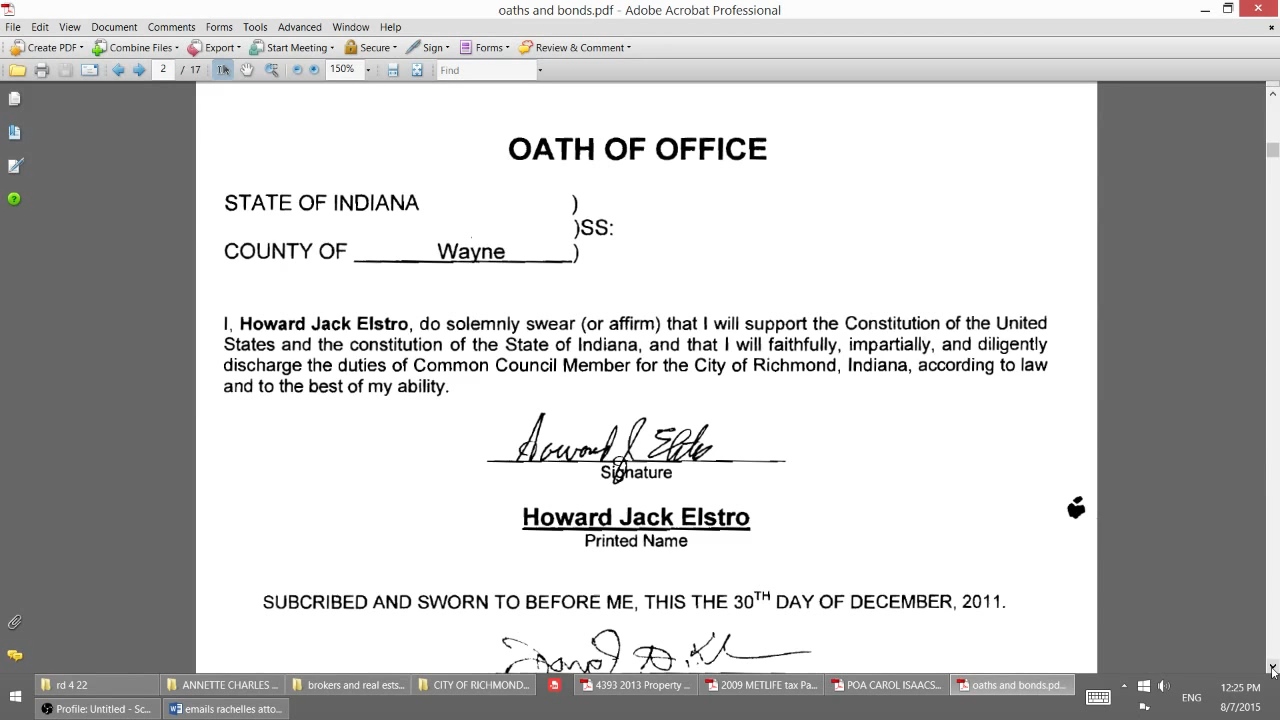 oaths and bonds.pdf - Adobe Acrobat Professional
File Edit View Document Comments Forms Tools Advanced Window Help
Create PDF Combine Files Export Start Meeting Secure Sign Forms Review & Comment
2 / 17 150% Find
OATH OF OFFICE
STATE OF INDIANA )
)SS:
COUNTY OF Wayne )
I, Howard Jack Elstro, do solemnly swear (or affirm) that I will support the Constitution of the United
States and the constitution of the State of Indiana, and that I will faithfully, impartially, and diligently
discharge the duties of Common Council Member for the City of Richmond, Indiana, according to law
and to the best of my ability.
Howard J Elstro
Signature
Howard Jack Elstro
Printed Name
SUBCRIBED AND SWORN TO BEFORE ME, THIS THE 30TH DAY OF DECEMBER, 2011.
rd 4 22 ANNETTE CHARLES ... brokers and real ests... CITY OF RICHMOND... 4393 2013 Property ... 2009 METLIFE tax Pa... POA CAROL ISAACS... oaths and bonds.pd...
12:25 PM
ENG
Profile: Untitled - Sc... emails rachelles atto... 8/7/2015